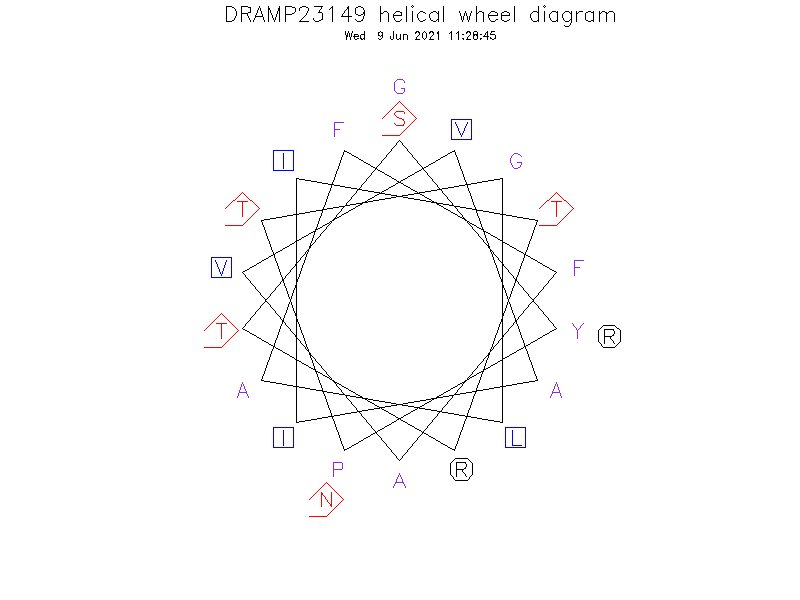 DRAMP23149 helical wheel diagram
Wed 9 Jun 2021 11:28:45
G
S
F V
I G
T T
V F
T Y R
A A
I L
P R
A
N